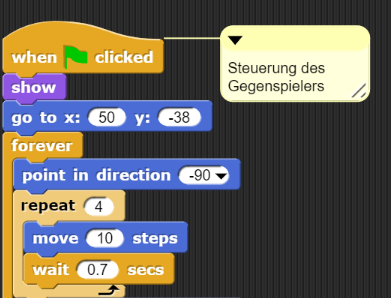 when clicked
Steuerung des
Gegenspielers
show
go to x: 50 y: -38
forever
point in direction -90
repeat 4
move 10 steps
wait 0.7 secs